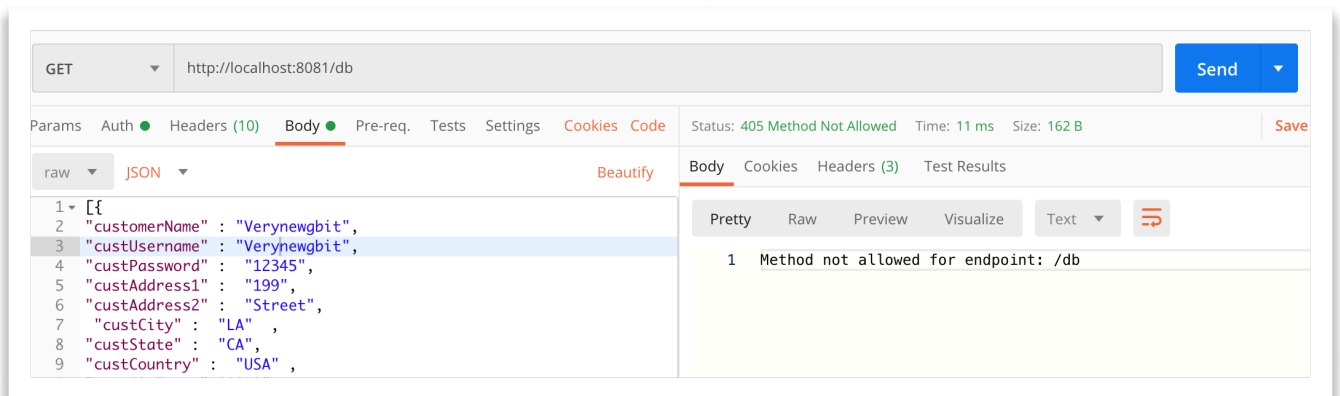 GET http://localhost:8081/db Send
Params Auth Headers (10) Body Pre-req. Tests Settings Cookies Code
Status: 405 Method Not Allowed Time: 11 ms Size: 162 B Save
raw JSON Beautify
Body Cookies Headers (3) Test Results
Pretty Raw Preview Visualize Text
1 [{
2 "customerName" : "Verynewgbit",
3 "custUsername" : "Verynewgbit",
4 "custPassword" :  "12345",
5 "custAddress1" :  "199",
6 "custAddress2" :  "Street",
7  "custCity" :  "LA"  ,
8 "custState" :  "CA",
9 "custCountry" :  "USA" ,
1 Method not allowed for endpoint: /db